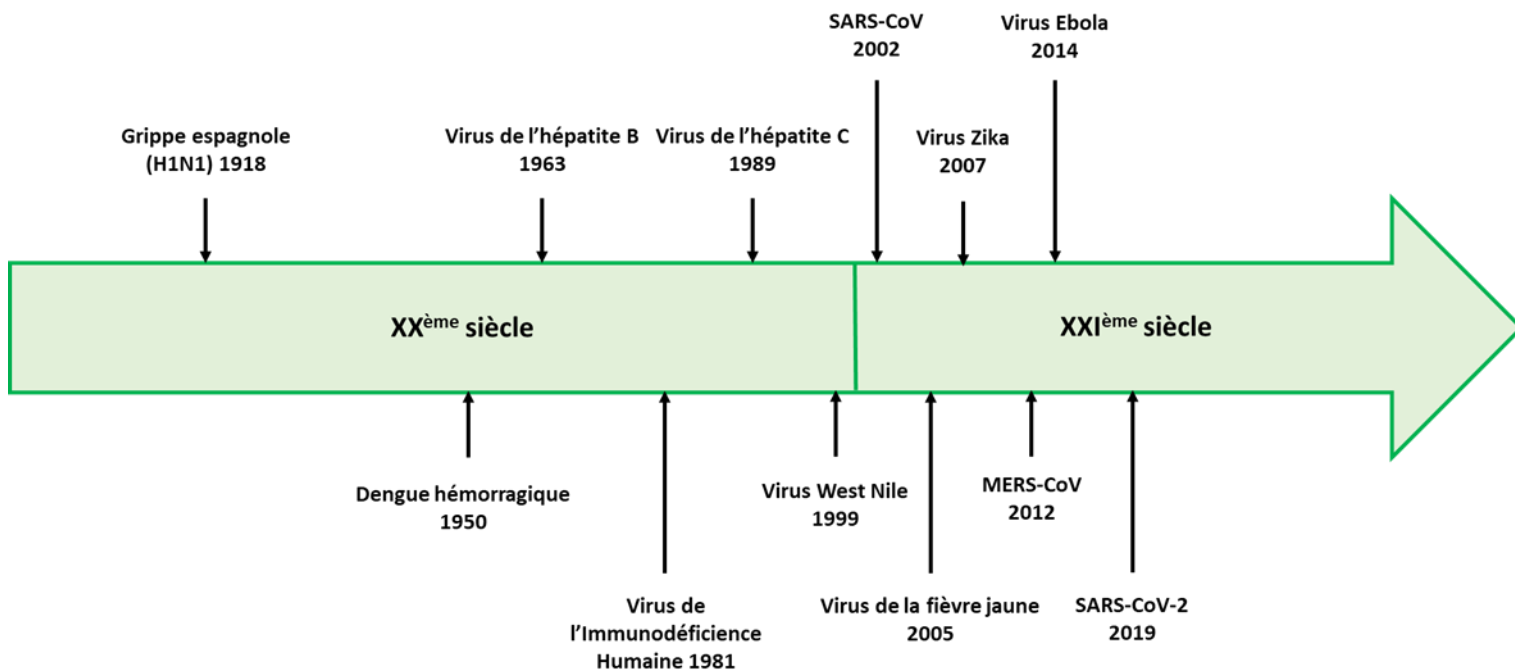 SARS-CoV
2002
Virus Ebola
2014
Grippe espagnole
(H1N1) 1918
Virus de l’hépatite B
1963
Virus de l’hépatite C
1989
Virus Zika
2007
XXème siècle
XXIème siècle
Dengue hémorragique
1950
Virus West Nile
1999
MERS-CoV
2012
Virus de
l’Immunodéficience
Humaine 1981
Virus de la fièvre jaune
2005
SARS-CoV-2
2019